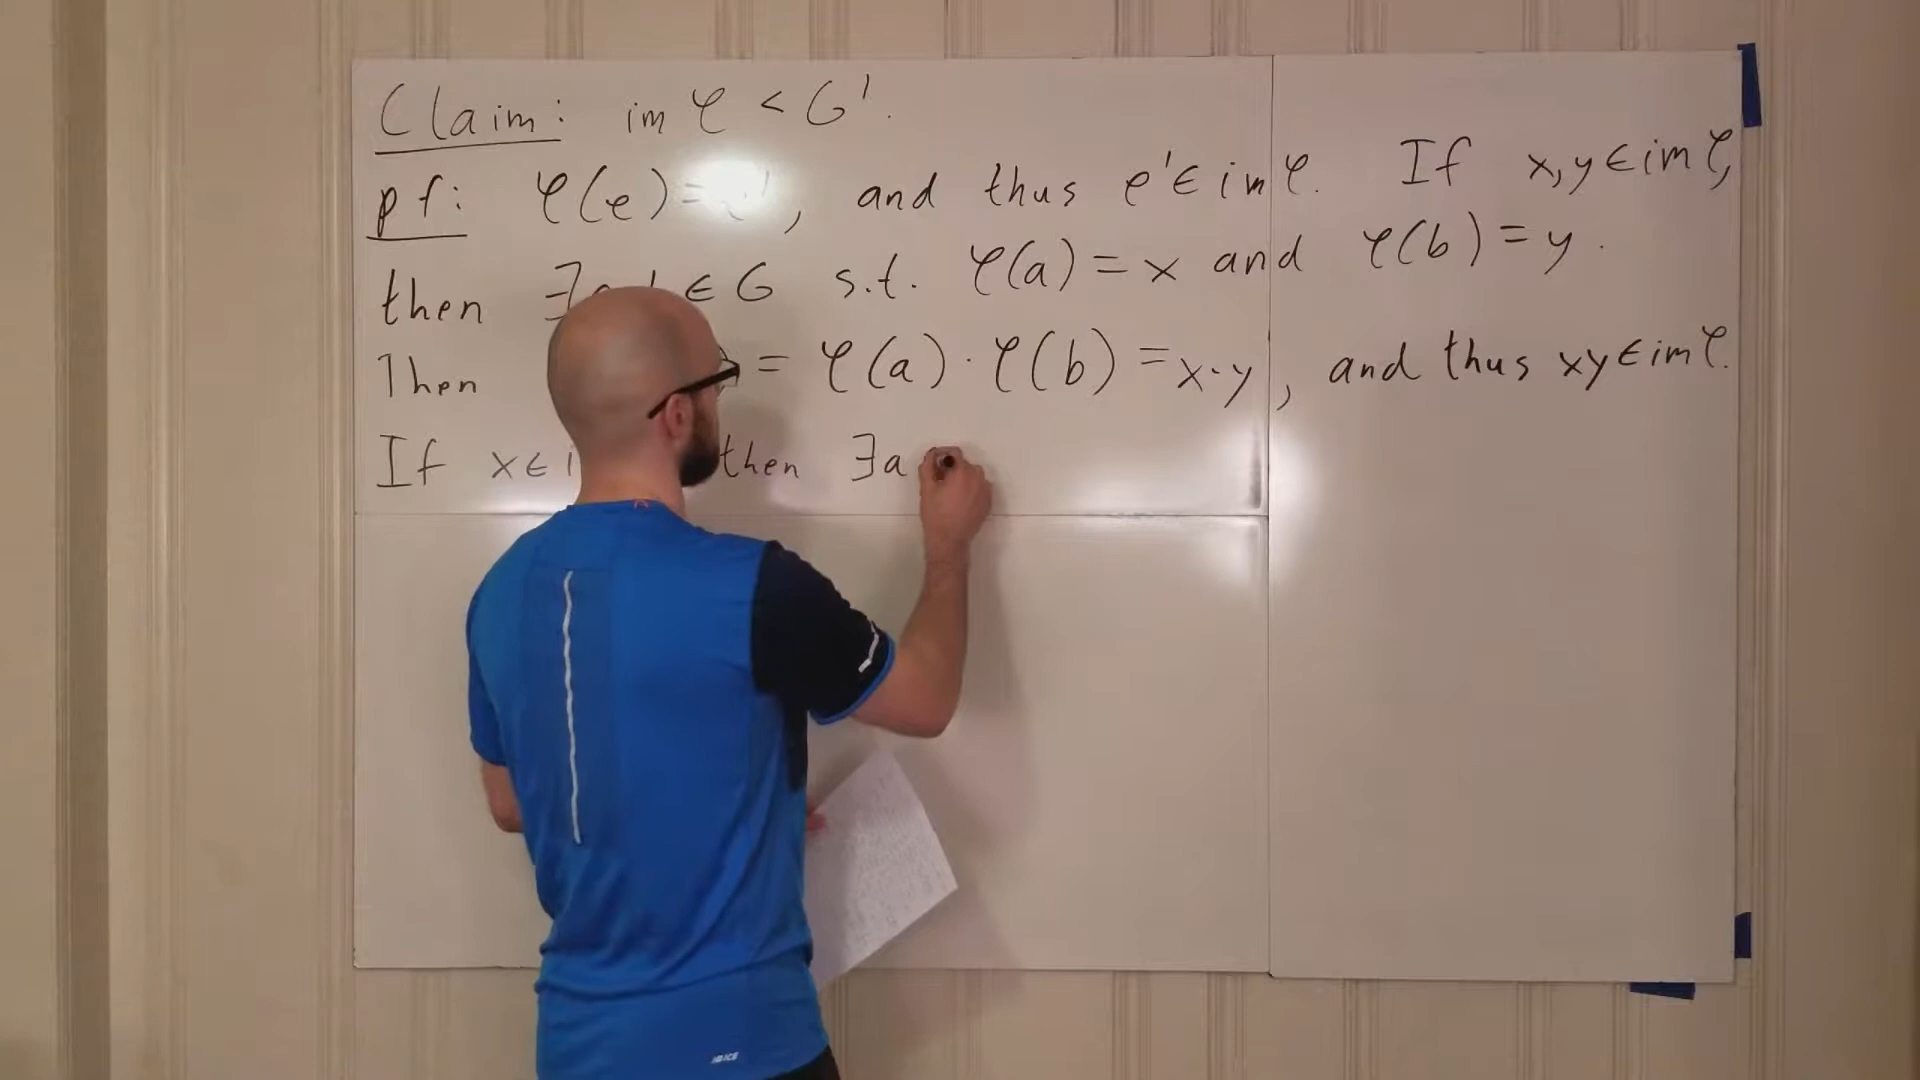 Claim: im φ < G'.
pf: φ(e) = e', and thus e' ∈ im φ. If x, y ∈ im φ,
then ∃ a, ∈ G s.t. φ(a) = x and φ(b) = y.
Then ) = φ(a) · φ(b) = x · y, and thus xy ∈ im φ.
If x ∈ i then ∃ a